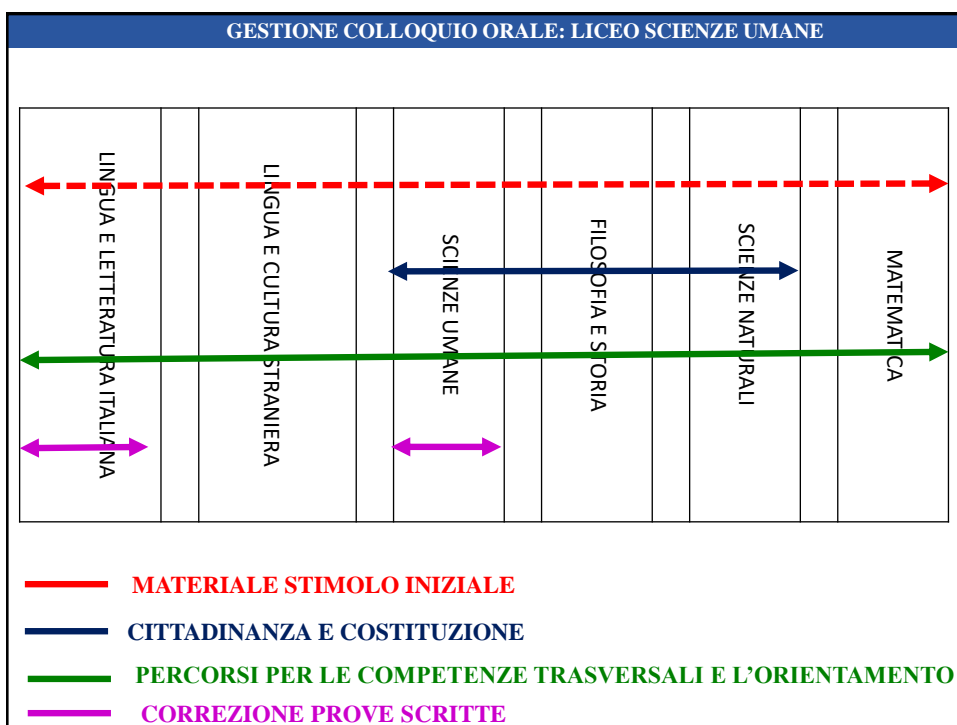 GESTIONE COLLOQUIO ORALE: LICEO SCIENZE UMANE
LINGUA E LETTERATURA ITALIANA
LINGUA E CULTURA STRANIERA
SCIENZE UMANE
FILOSOFIA E STORIA
SCIENZE NATURALI
MATEMATICA
MATERIALE STIMOLO INIZIALE
CITTADINANZA E COSTITUZIONE
PERCORSI PER LE COMPETENZE TRASVERSALI E L'ORIENTAMENTO
CORREZIONE PROVE SCRITTE